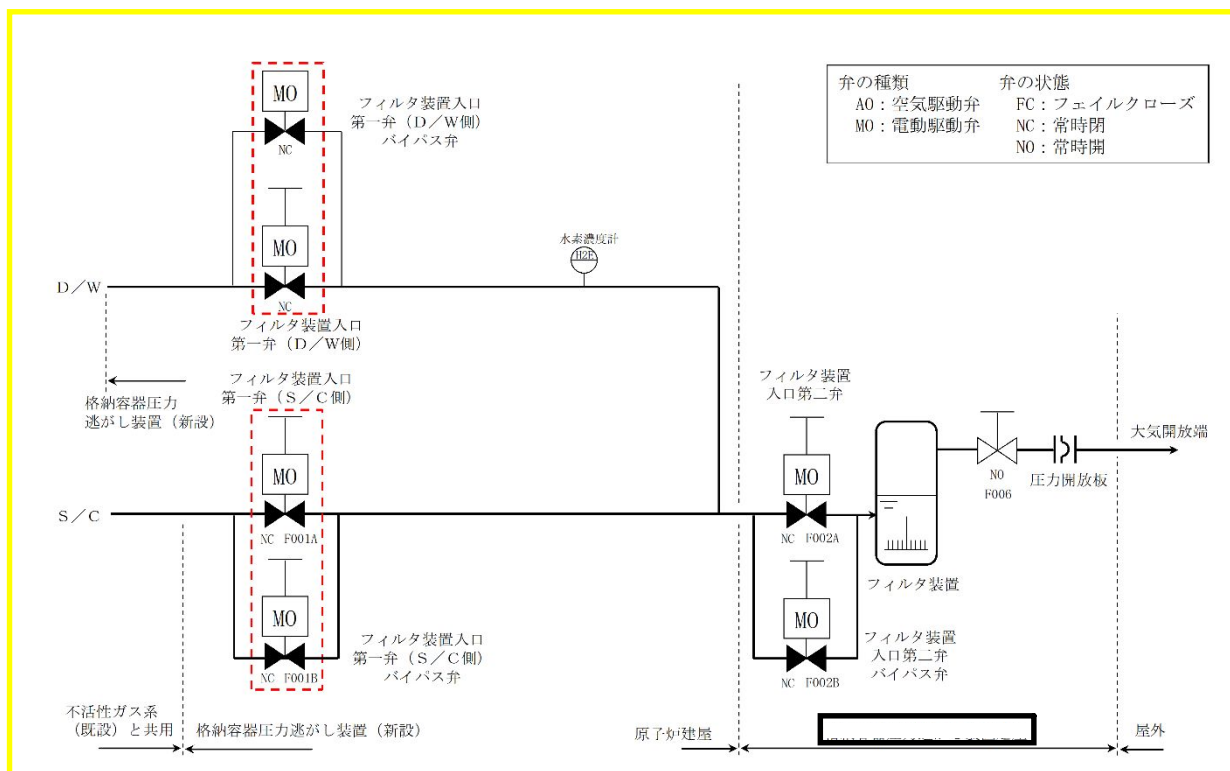 弁の種類
AO：空気駆動弁
MO：電動駆動弁
弁の状態
FC：フェイルクローズ
NC：常時閉
NO：常時開
MO
フィルタ装置入口
第一弁（D／W側）
バイパス弁
NC
MO
水素濃度計
H2E
D／W
NC
フィルタ装置入口
第一弁（D／W側）
格納容器圧力
逃がし装置（新設）
フィルタ装置入口
第一弁（S／C側）
MO
S／C
NC F001A
MO
NC F001B
フィルタ装置入口
第一弁（S／C側）
バイパス弁
フィルタ装置
入口第二弁
MO
NC F002A
MO
NC F002B
フィルタ装置
入口第二弁
バイパス弁
フィルタ装置
NO
F006
圧力開放板
大気開放端
不活性ガス系
（既設）と共用
格納容器圧力逃がし装置（新設）
原子炉建屋
屋外